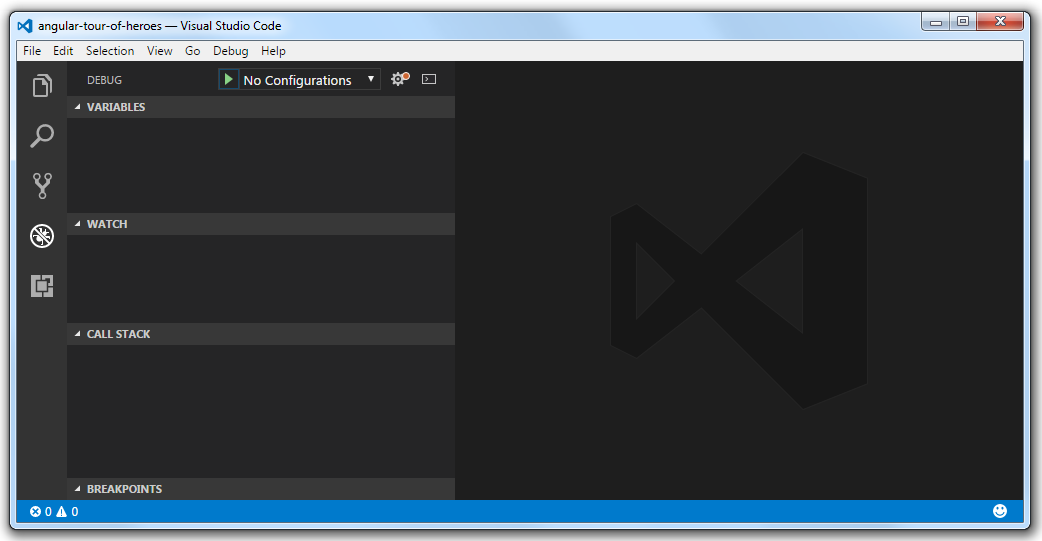 angular-tour-of-heroes — Visual Studio Code
File Edit Selection View Go Debug Help
DEBUG No Configurations
VARIABLES
WATCH
CALL STACK
BREAKPOINTS
0 0